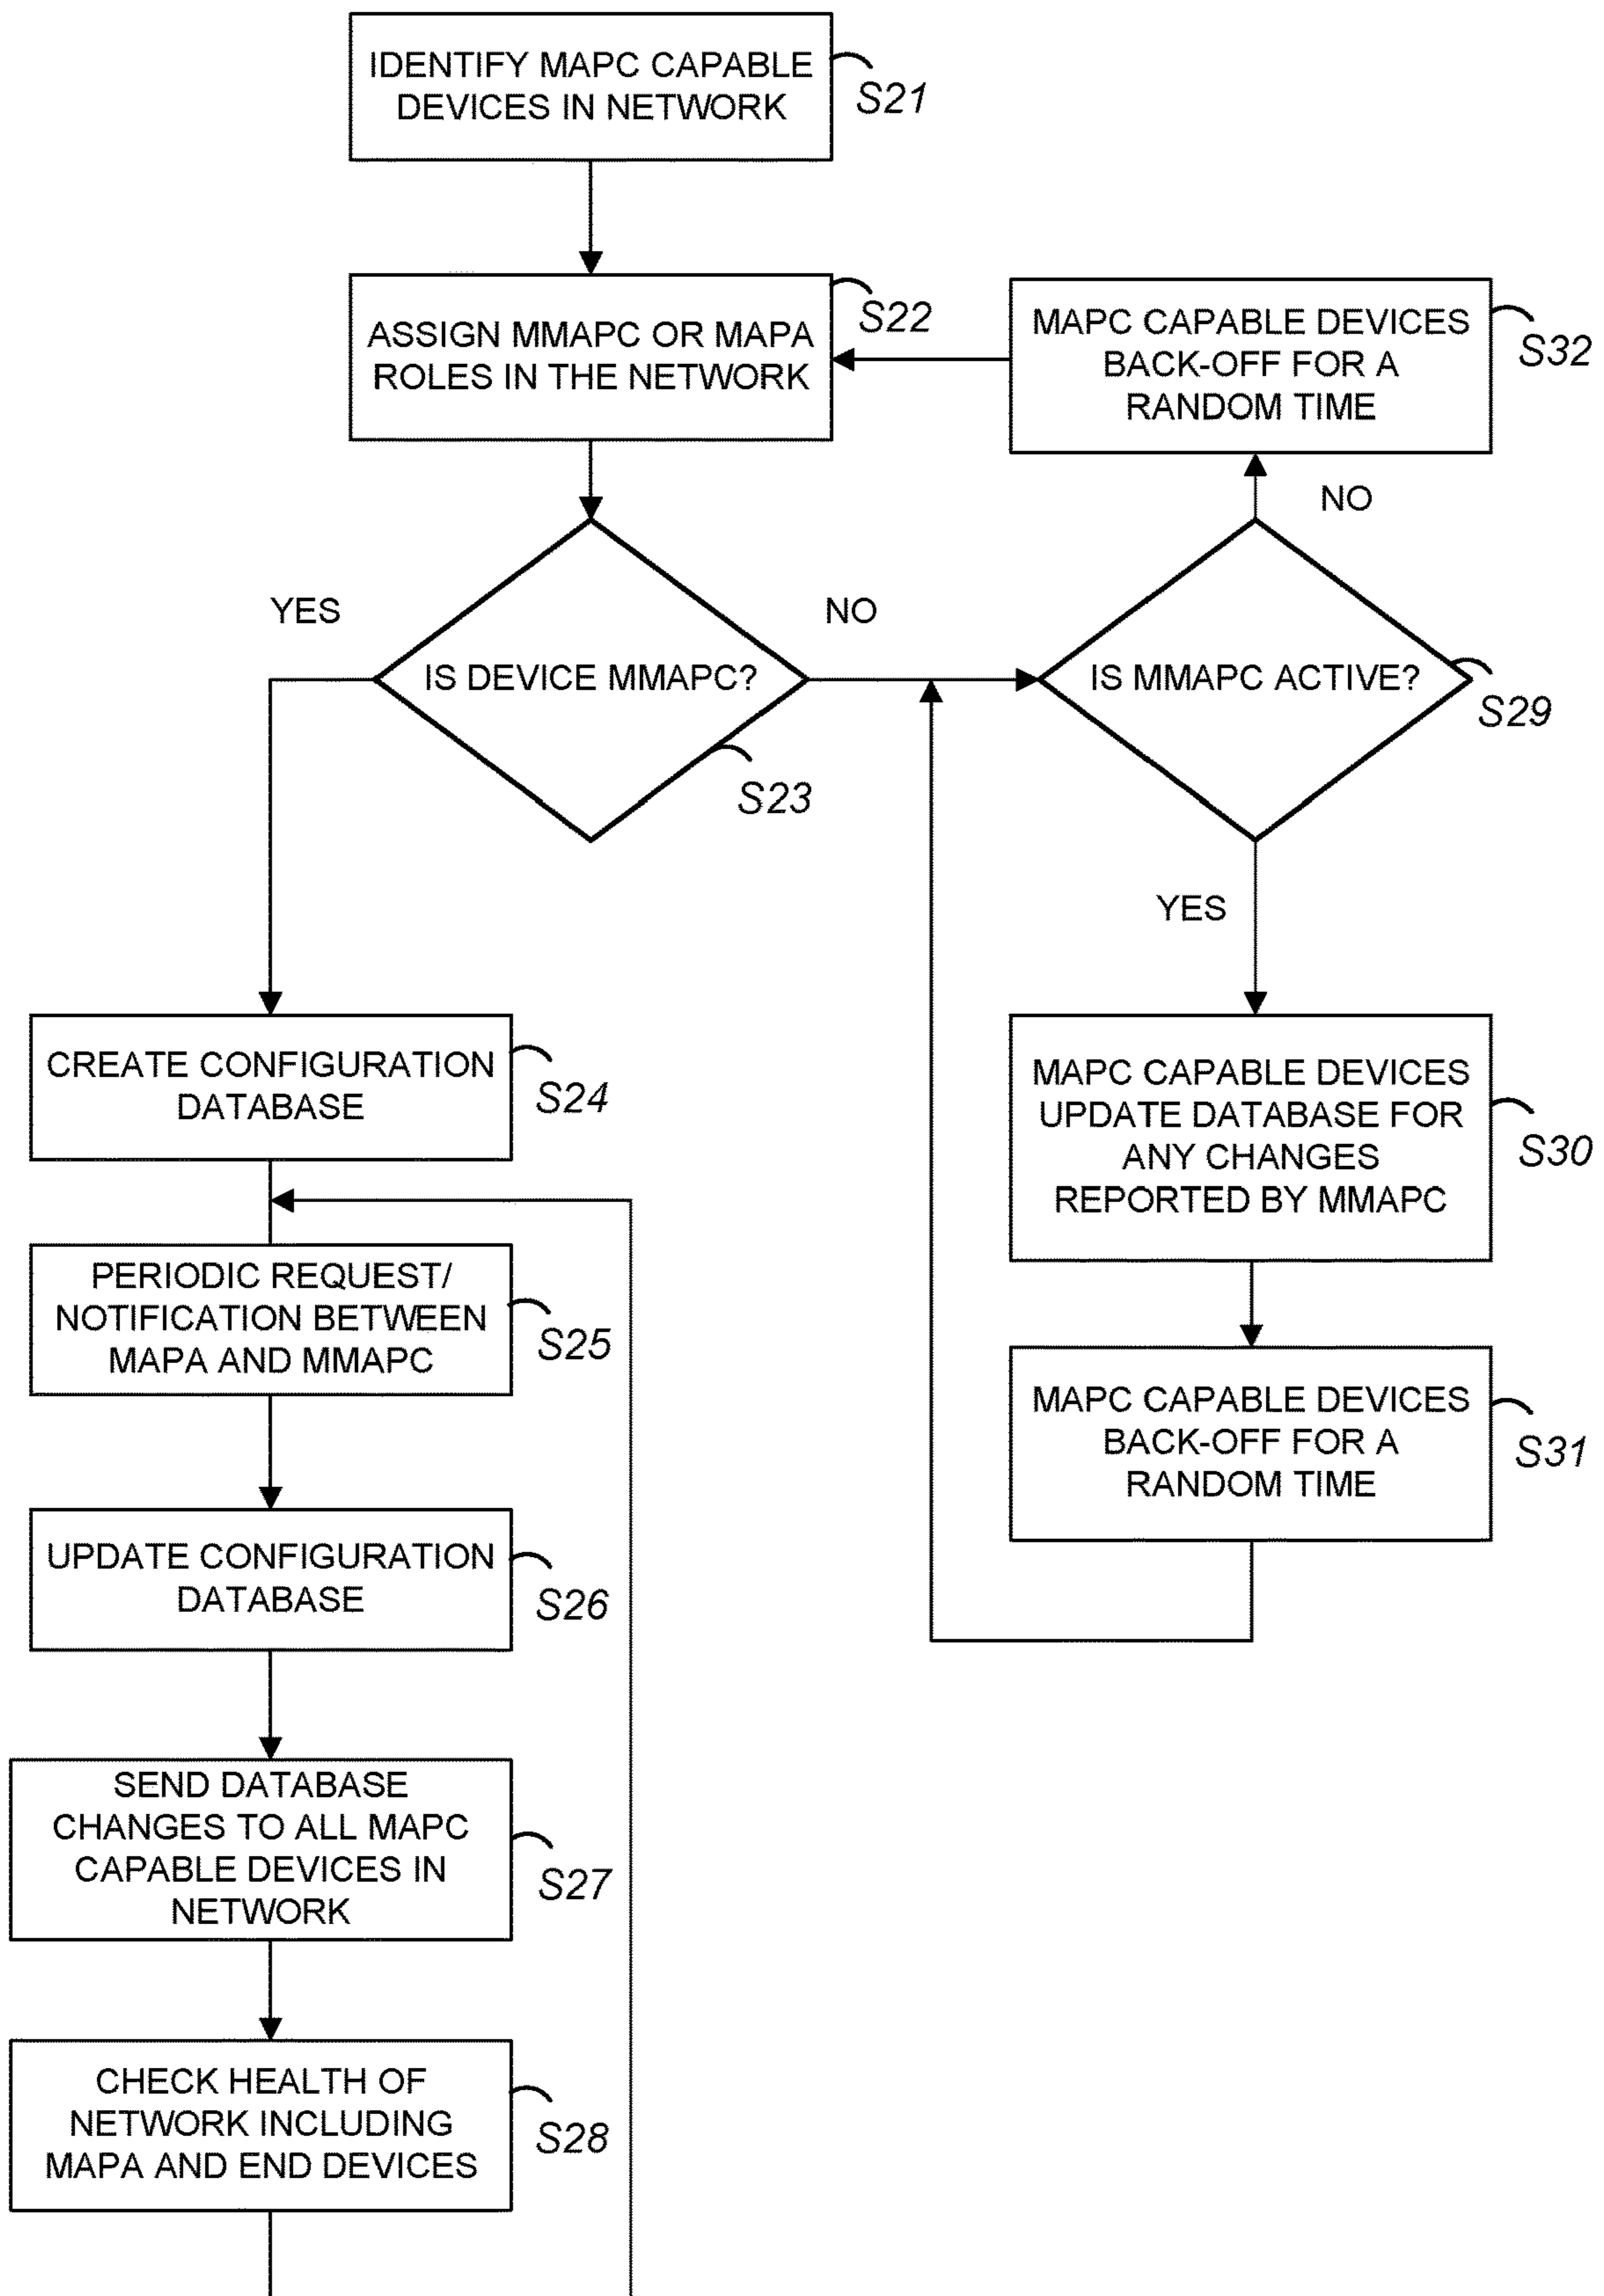 IDENTIFY MAPC CAPABLE
DEVICES IN NETWORK
S21
ASSIGN MMAPC OR MAPA
ROLES IN THE NETWORK
S22
MAPC CAPABLE DEVICES
BACK-OFF FOR A
RANDOM TIME
S32
NO
YES
NO
IS DEVICE MMAPC?
S23
IS MMAPC ACTIVE?
S29
YES
CREATE CONFIGURATION
DATABASE
S24
MAPC CAPABLE DEVICES
UPDATE DATABASE FOR
ANY CHANGES
REPORTED BY MMAPC
S30
PERIODIC REQUEST/
NOTIFICATION BETWEEN
MAPA AND MMAPC
S25
MAPC CAPABLE DEVICES
BACK-OFF FOR A
RANDOM TIME
S31
UPDATE CONFIGURATION
DATABASE
S26
SEND DATABASE
CHANGES TO ALL MAPC
CAPABLE DEVICES IN
NETWORK
S27
CHECK HEALTH OF
NETWORK INCLUDING
MAPA AND END DEVICES
S28